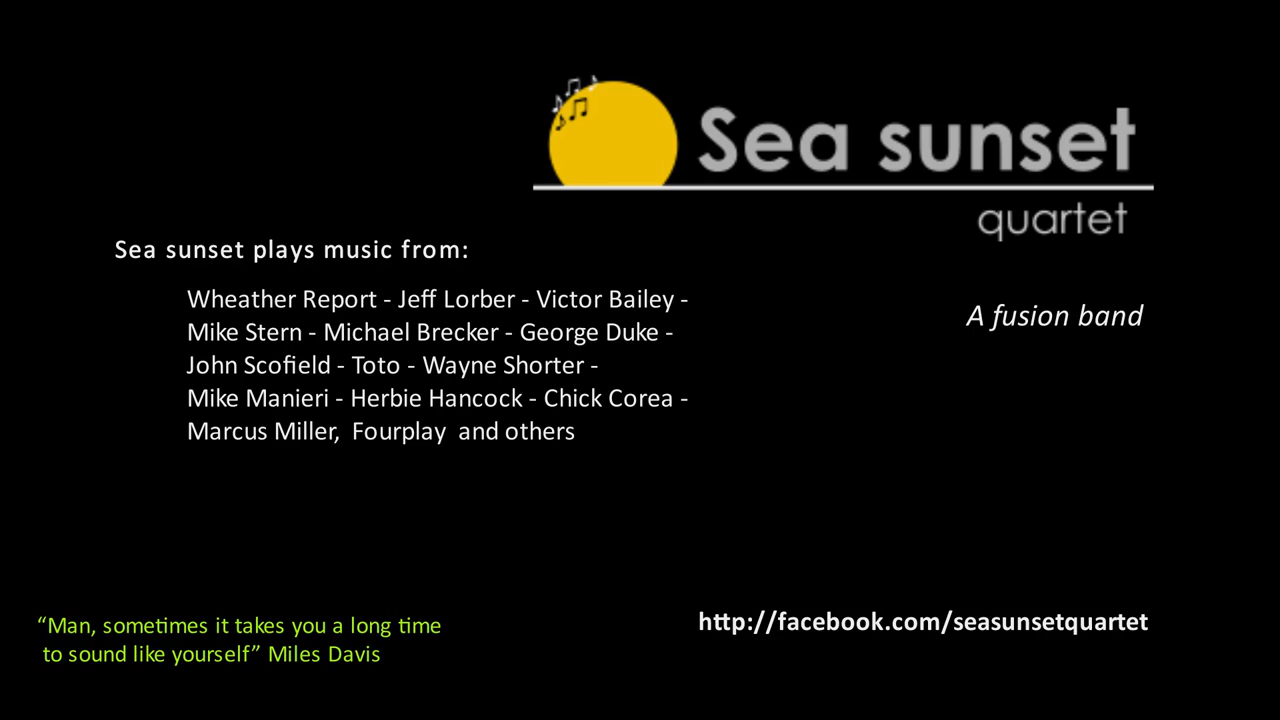 Sea sunset
quartet
Sea sunset plays music from:
Wheather Report - Jeff Lorber - Victor Bailey -
Mike Stern - Michael Brecker - George Duke -
John Scofield - Toto - Wayne Shorter -
Mike Manieri - Herbie Hancock - Chick Corea -
Marcus Miller,  Fourplay  and others
A fusion band
“Man, sometimes it takes you a long time
to sound like yourself” Miles Davis
http://facebook.com/seasunsetquartet